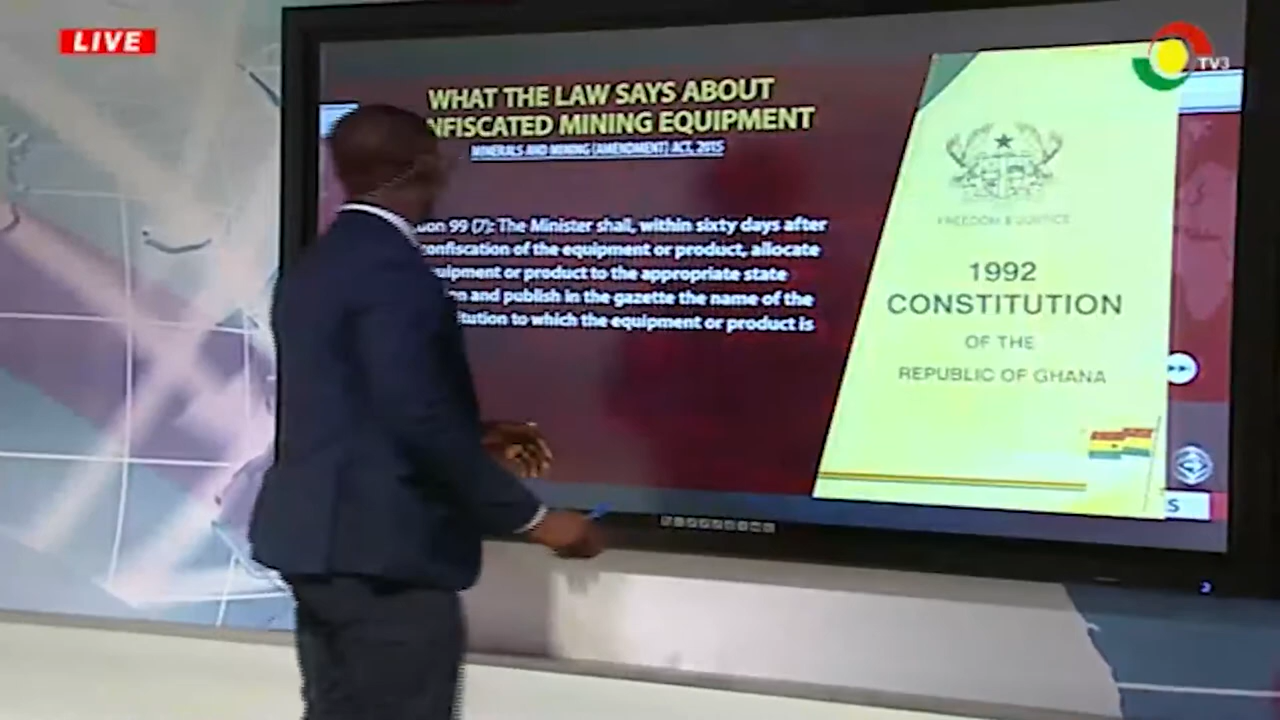 LIVE
TV3
WHAT THE LAW SAYS ABOUT
NFISCATED MINING EQUIPMENT
MINERALS AND MINING (AMENDMENT) ACT, 2015
99 (7): The Minister shall, within sixty days after
confiscation of the equipment or product, allocate
uipment or product to the appropriate state
and publish in the gazette the name of the
tution to which the equipment or product is
FREEDOM & JUSTICE
1992
CONSTITUTION
OF THE
REPUBLIC OF GHANA
S